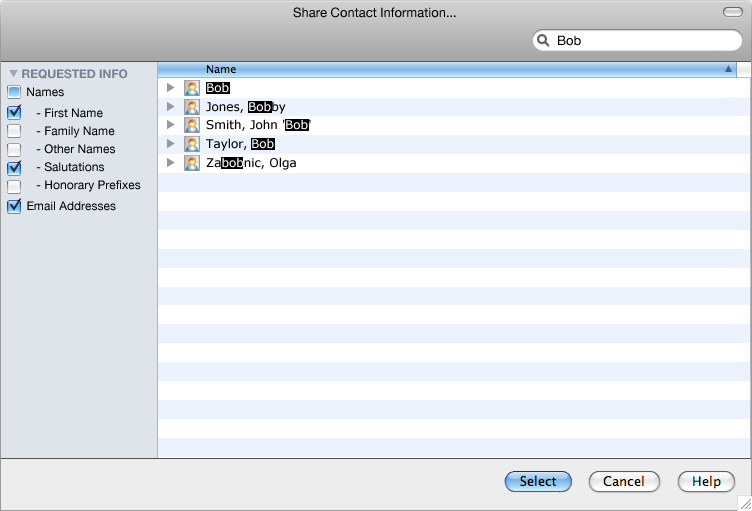 Share Contact Information...
Bob
REQUESTED INFO
Names
- First Name
- Family Name
- Other Names
- Salutations
- Honorary Prefixes
Email Addresses
Name
Bob
Jones, Bobby
Smith, John 'Bob'
Taylor, Bob
Zabobnic, Olga
Select
Cancel
Help